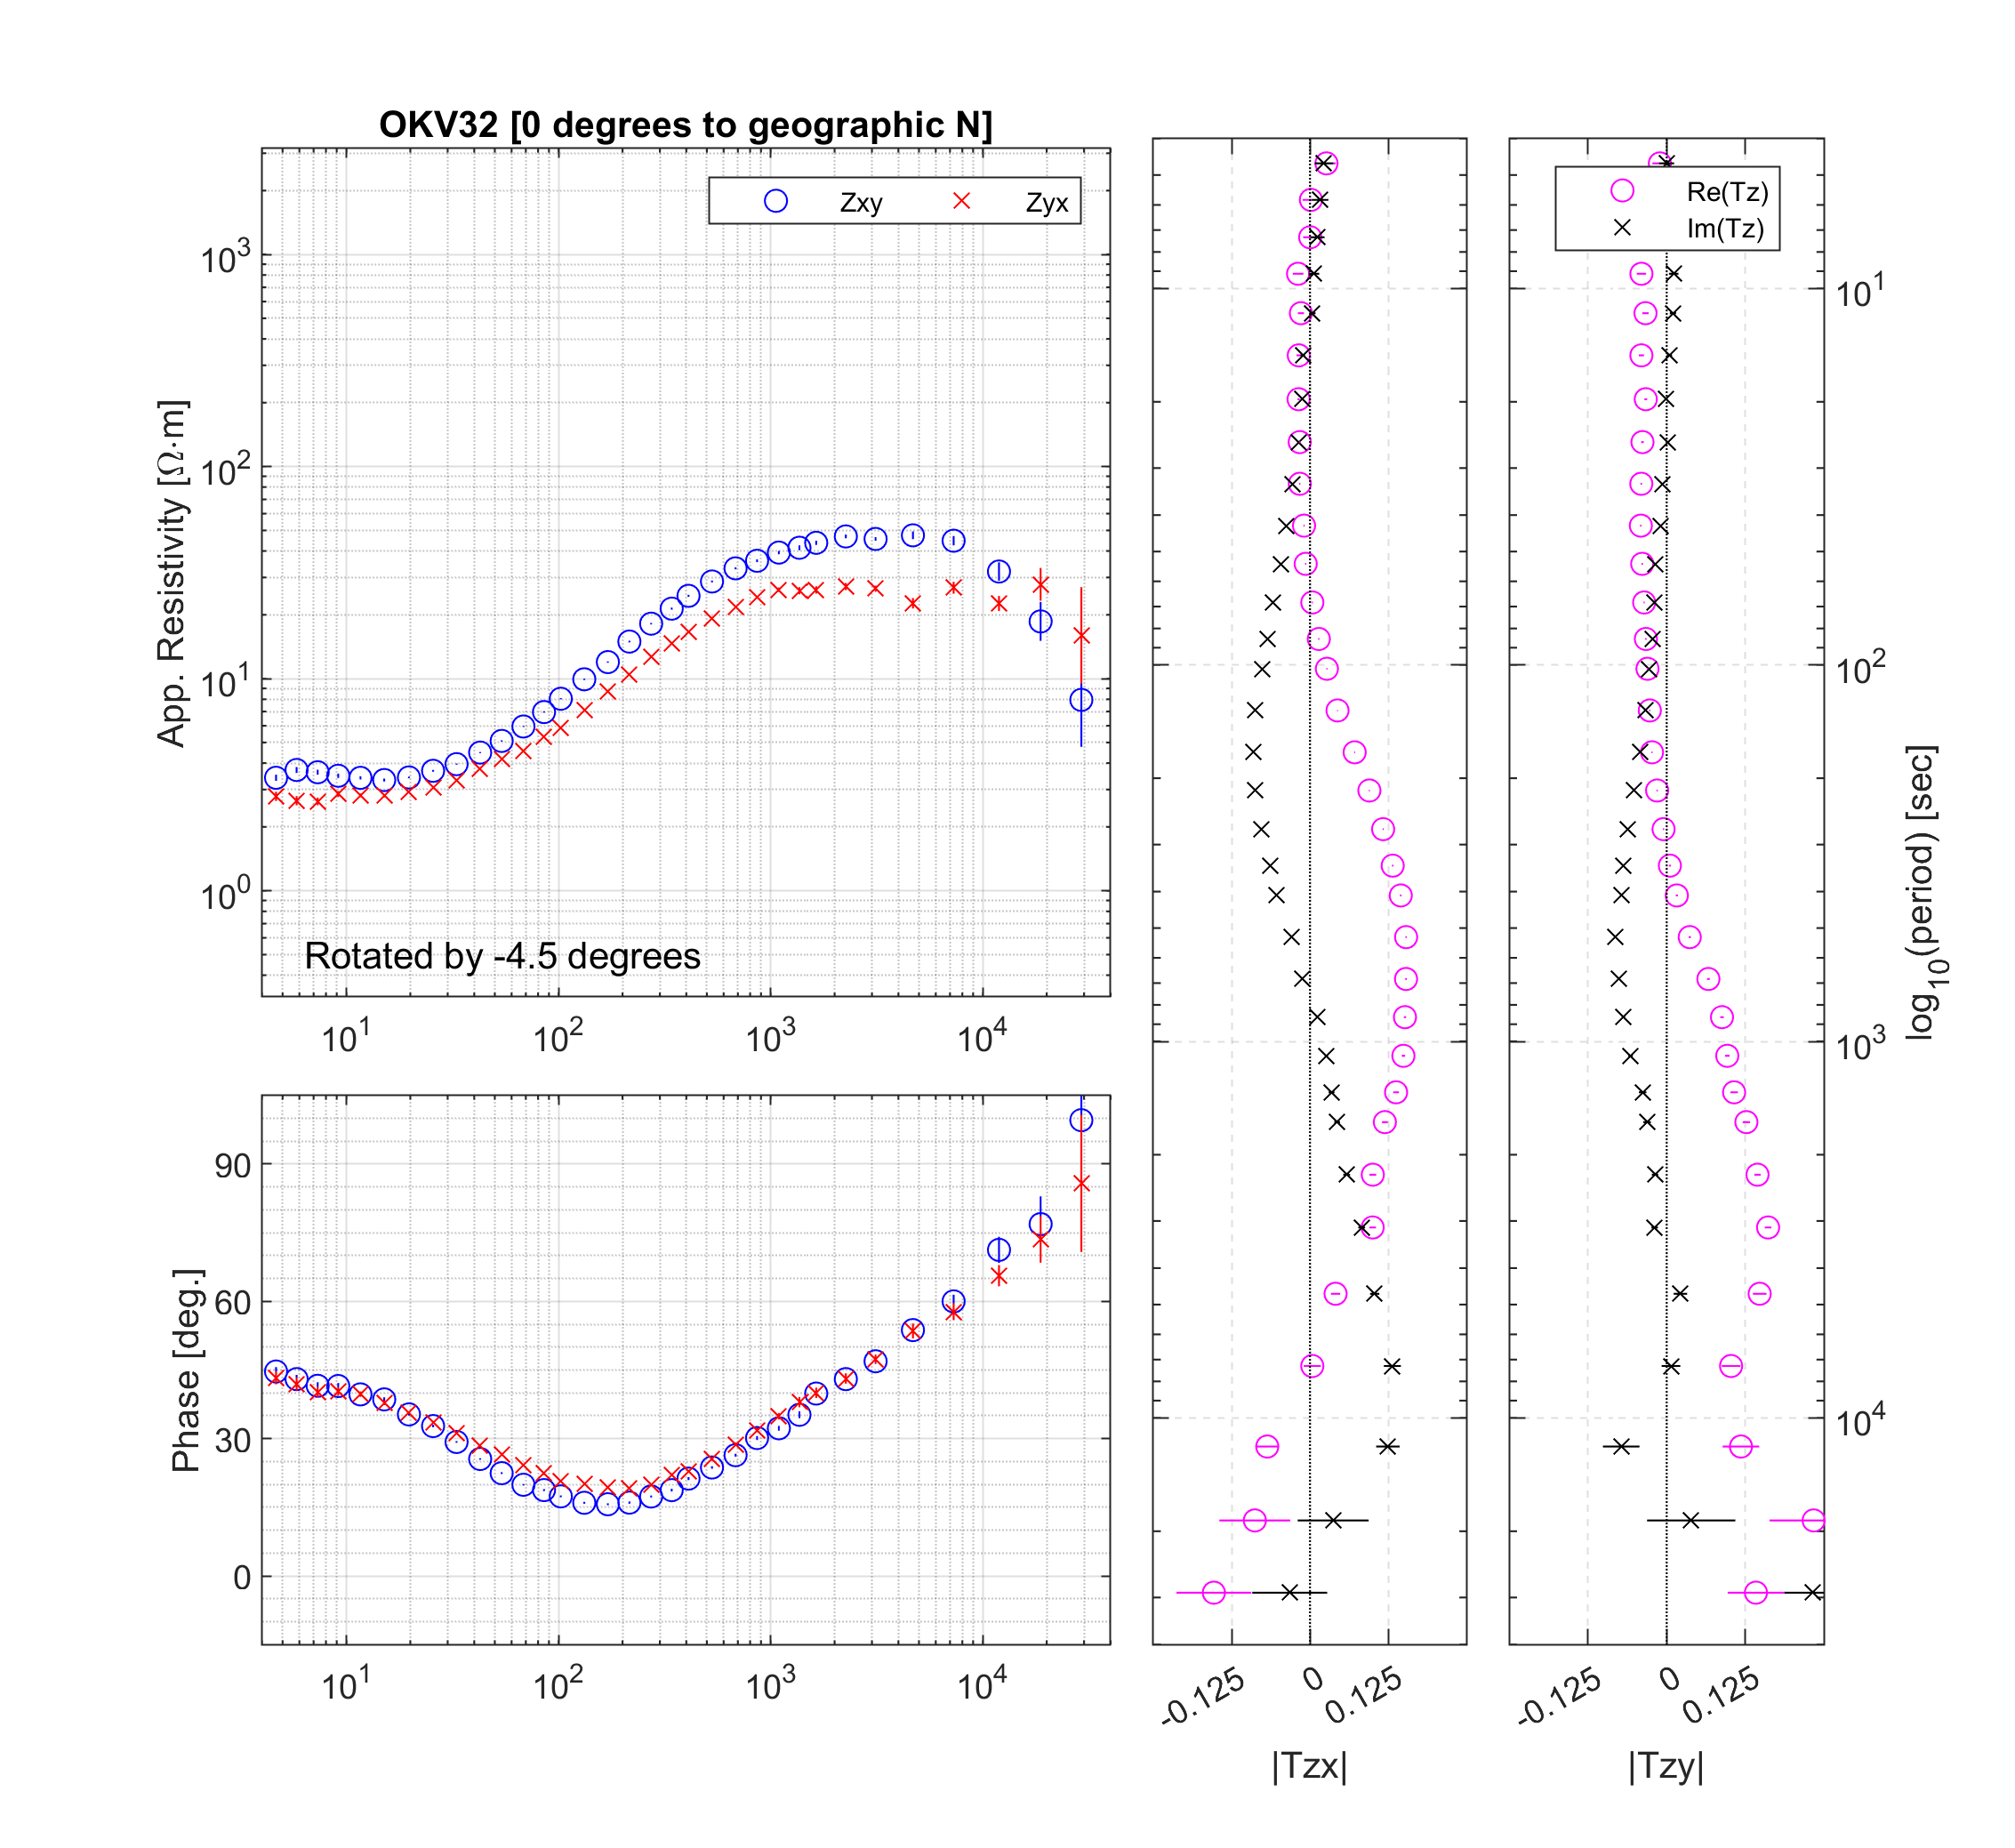 OKV32 [0 degrees to geographic N]
Zxy Zyx
App. Resistivity [Ω·m]
10^3
10^2
10^1
10^0
Rotated by -4.5 degrees
10^1 10^2 10^3 10^4
Phase [deg.]
90
60
30
0
10^1 10^2 10^3 10^4
-0.125 0 0.125
|Tzx|
Re(Tz)
Im(Tz)
-0.125 0 0.125
|Tzy|
10^1
10^2
10^3
10^4
log_10(period) [sec]